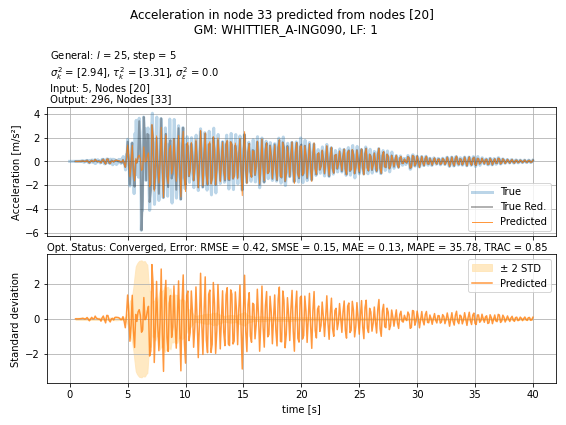 Acceleration in node 33 predicted from nodes [20]
GM: WHITTIER_A-ING090, LF: 1
General: l = 25, step = 5
σ²ₖ = [2.94], τ²ₖ = [3.31], σ²ᵣ = 0.0
Input: 5, Nodes [20]
Output: 296, Nodes [33]
Acceleration [m/s²]
4
2
0
−2
−4
−6
True
True Red.
Predicted
Opt. Status: Converged, Error: RMSE = 0.42, SMSE = 0.15, MAE = 0.13, MAPE = 35.78, TRAC = 0.85
Standard deviation
2
0
−2
± 2 STD
Predicted
0 5 10 15 20 25 30 35 40
time [s]